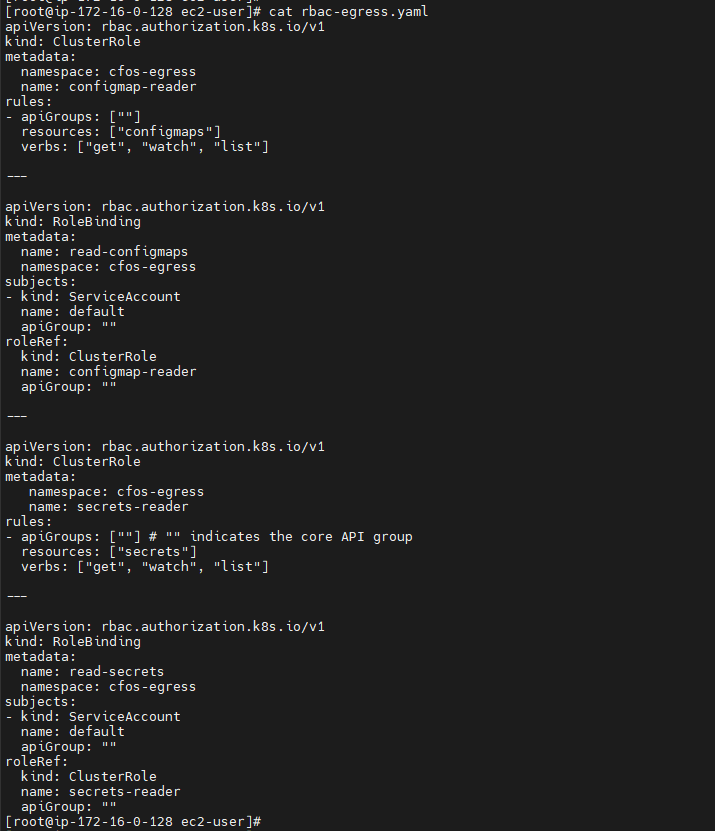 [root@ip-172-16-0-128 ec2-user]# cat rbac-egress.yaml
apiVersion: rbac.authorization.k8s.io/v1
kind: ClusterRole
metadata:
  namespace: cfos-egress
  name: configmap-reader
rules:
- apiGroups: [""]
  resources: ["configmaps"]
  verbs: ["get", "watch", "list"]

---

apiVersion: rbac.authorization.k8s.io/v1
kind: RoleBinding
metadata:
  name: read-configmaps
  namespace: cfos-egress
subjects:
- kind: ServiceAccount
  name: default
  apiGroup: ""
roleRef:
  kind: ClusterRole
  name: configmap-reader
  apiGroup: ""

---

apiVersion: rbac.authorization.k8s.io/v1
kind: ClusterRole
metadata:
   namespace: cfos-egress
   name: secrets-reader
rules:
- apiGroups: [""] # "" indicates the core API group
  resources: ["secrets"]
  verbs: ["get", "watch", "list"]

---

apiVersion: rbac.authorization.k8s.io/v1
kind: RoleBinding
metadata:
  name: read-secrets
  namespace: cfos-egress
subjects:
- kind: ServiceAccount
  name: default
  apiGroup: ""
roleRef:
  kind: ClusterRole
  name: secrets-reader
  apiGroup: ""
[root@ip-172-16-0-128 ec2-user]#